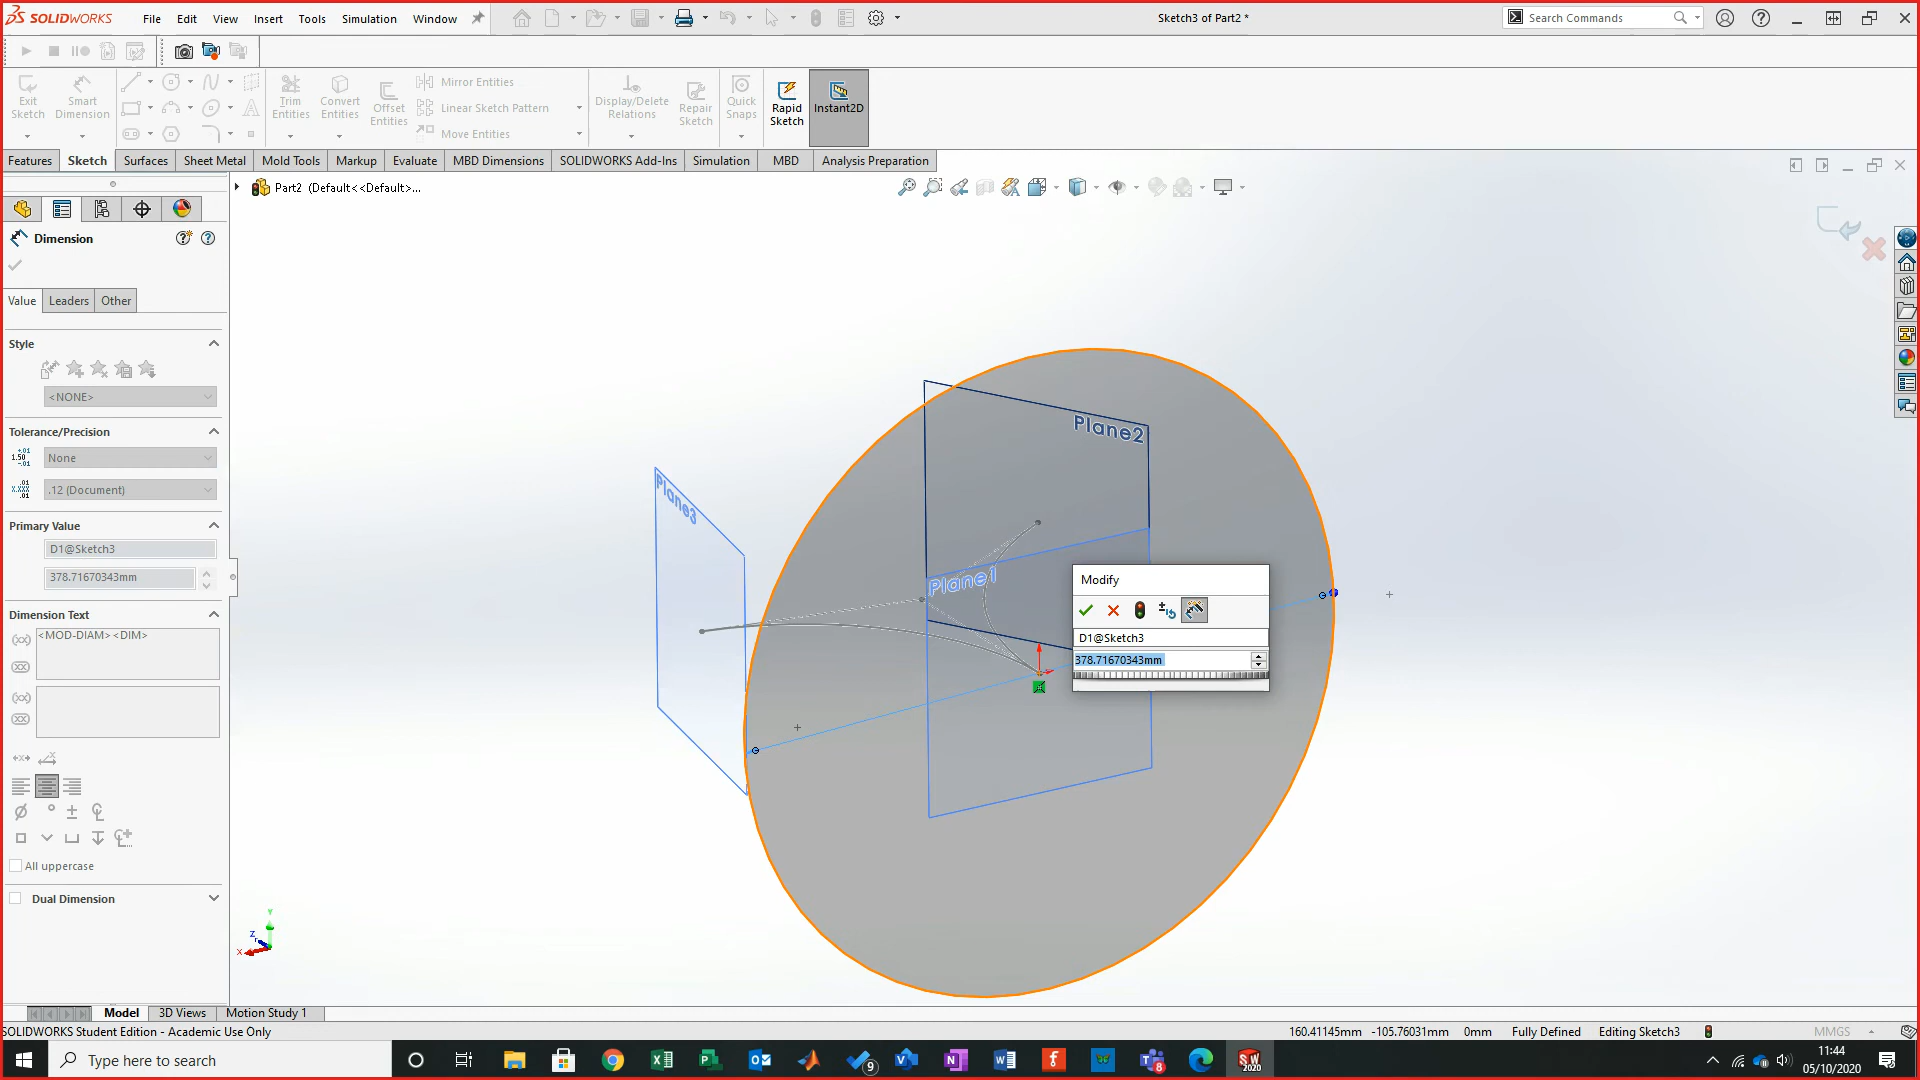 SOLIDWORKS File Edit View Insert Tools Simulation Window Sketch3 of Part2 * Search Commands
Exit Sketch
Smart Dimension
Trim Entities
Convert Entities
Offset Entities
Mirror Entities
Linear Sketch Pattern
Move Entities
Display/Delete Relations
Repair Sketch
Quick Snaps
Rapid Sketch
Instant2D
Features Sketch Surfaces Sheet Metal Mold Tools Markup Evaluate MBD Dimensions SOLIDWORKS Add-Ins Simulation MBD Analysis Preparation
Part2 (Default<<Default>...
Dimension
Value Leaders Other
Style
<NONE>
Tolerance/Precision
None
.12 (Document)
Primary Value
D1@Sketch3
378.71670343mm
Dimension Text
<MOD-DIAM><DIM>
All uppercase
Dual Dimension
Plane2
Plane3
Plane1
Modify
D1@Sketch3
378.71670343mm
Y
Z
X
Model 3D Views Motion Study 1
SOLIDWORKS Student Edition - Academic Use Only 160.41145mm -105.76031mm 0mm Fully Defined Editing Sketch3 MMGS
Type here to search
9
8
SW 2020
11:44
05/10/2020